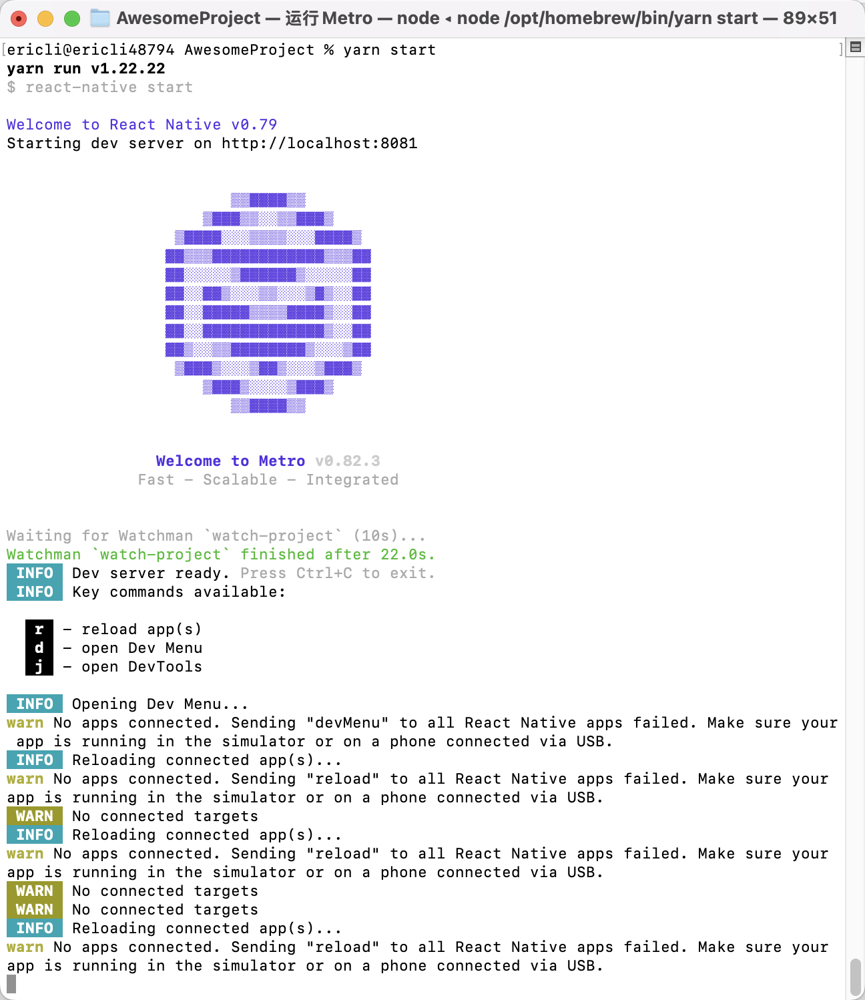 AwesomeProject — 运行 Metro — node ◂ node /opt/homebrew/bin/yarn start — 89×51
[ericli@ericli48794 AwesomeProject % yarn start ]
yarn run v1.22.22
$ react-native start
Welcome to React Native v0.79
Starting dev server on http://localhost:8081
Welcome to Metro v0.82.3
Fast - Scalable - Integrated
Waiting for Watchman `watch-project` (10s)...
Watchman `watch-project` finished after 22.0s.
INFO Dev server ready. Press Ctrl+C to exit.
INFO Key commands available:
r - reload app(s)
d - open Dev Menu
j - open DevTools
INFO Opening Dev Menu...
warn No apps connected. Sending "devMenu" to all React Native apps failed. Make sure your
app is running in the simulator or on a phone connected via USB.
INFO Reloading connected app(s)...
warn No apps connected. Sending "reload" to all React Native apps failed. Make sure your
app is running in the simulator or on a phone connected via USB.
WARN No connected targets
INFO Reloading connected app(s)...
warn No apps connected. Sending "reload" to all React Native apps failed. Make sure your
app is running in the simulator or on a phone connected via USB.
WARN No connected targets
WARN No connected targets
INFO Reloading connected app(s)...
warn No apps connected. Sending "reload" to all React Native apps failed. Make sure your
app is running in the simulator or on a phone connected via USB.